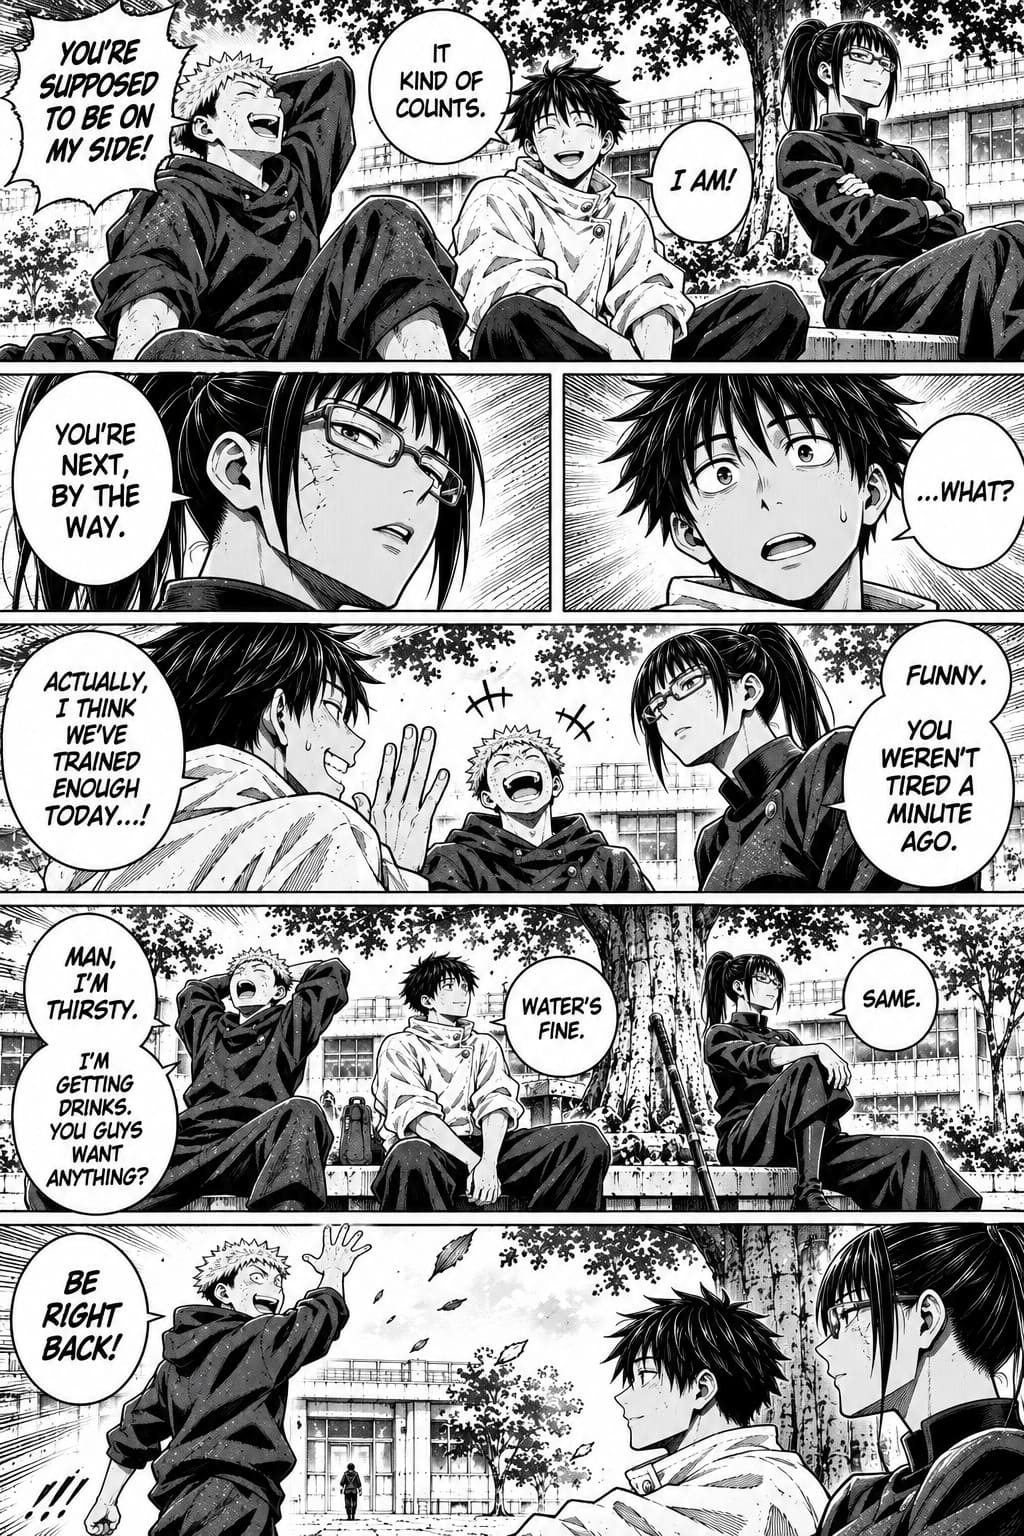 YOU'RE
SUPPOSED
TO BE ON
MY SIDE!
IT
KIND OF
COUNTS.
I AM!
YOU'RE
NEXT,
BY THE
WAY.
...WHAT?
ACTUALLY,
I THINK
WE'VE
TRAINED
ENOUGH
TODAY...!
FUNNY.
YOU
WEREN'T
TIRED A
MINUTE
AGO.
MAN,
I'M
THIRSTY.
I'M
GETTING
DRINKS.
YOU GUYS
WANT
ANYTHING?
WATER'S
FINE.
SAME.
BE
RIGHT
BACK!
!!!